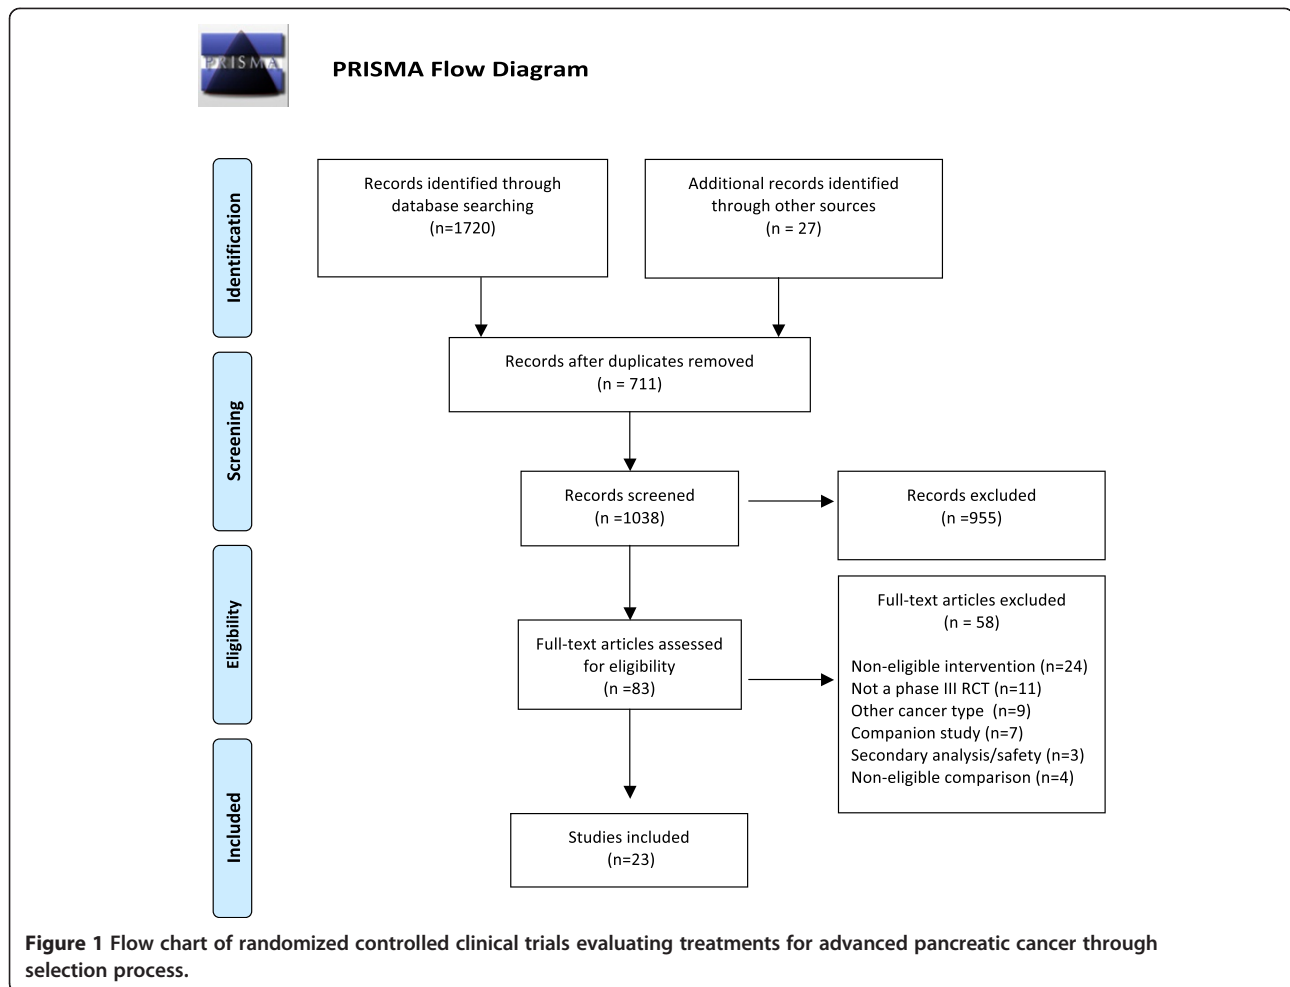 PRISMA
PRISMA Flow Diagram
Identification
Records identified through
database searching
(n=1720)
Additional records identified
through other sources
(n = 27)
Records after duplicates removed
(n = 711)
Screening
Records screened
(n =1038)
Records excluded
(n =955)
Eligibility
Full-text articles assessed
for eligibility
(n =83)
Full-text articles excluded
(n = 58)
Non-eligible intervention (n=24)
Not a phase III RCT (n=11)
Other cancer type (n=9)
Companion study (n=7)
Secondary analysis/safety (n=3)
Non-eligible comparison (n=4)
Included
Studies included
(n=23)
Figure 1 Flow chart of randomized controlled clinical trials evaluating treatments for advanced pancreatic cancer through
selection process.